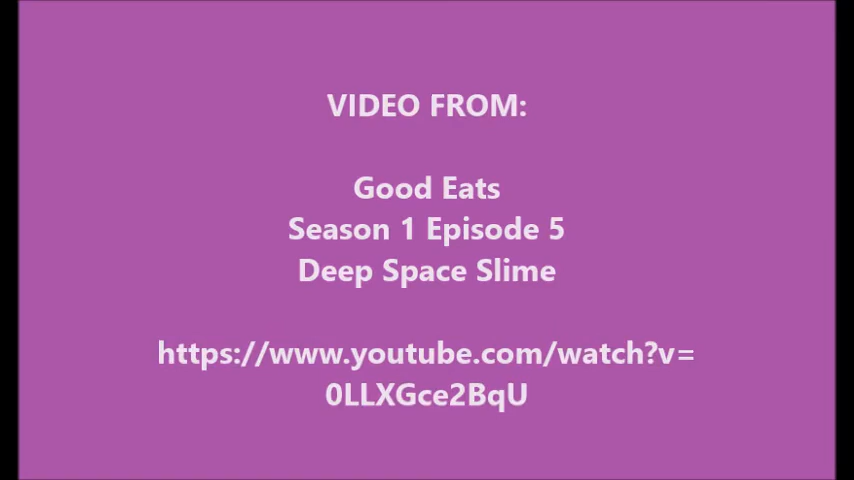 VIDEO FROM:
Good Eats
Season 1 Episode 5
Deep Space Slime
https://www.youtube.com/watch?v=
0LLXGce2BqU